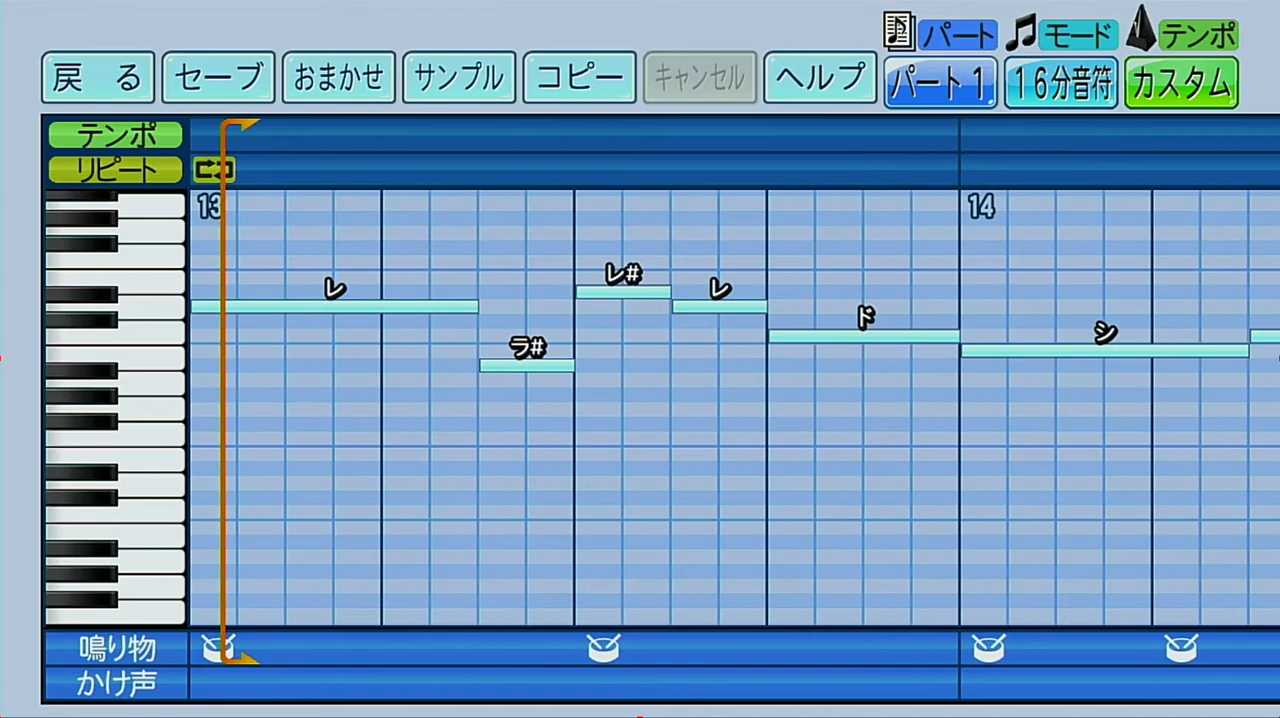 パート モード テンポ
戻る セーブ おまかせ サンプル コピー キャンセル ヘルプ パート1 16分音符 カスタム
テンポ
リピート
13 14
レ# レ
レ
ド
シ
ラ#
鳴り物
かけ声